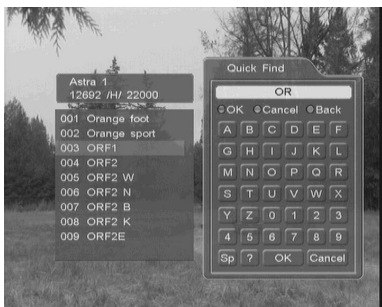 Astra 1
12692 /H/ 22000
001 Orange foot
002 Orange sport
003 ORF1
004 ORF2
005 ORF2 W
006 ORF2 N
007 ORF2 B
008 ORF2 K
009 ORF2E
Quick Find
OR
OK Cancel Back
A B C D E F
G H I J K L
M N O P Q R
S T U V W X
Y Z 0 1 2 3
4 5 6 7 8 9
Sp ? OK Cancel